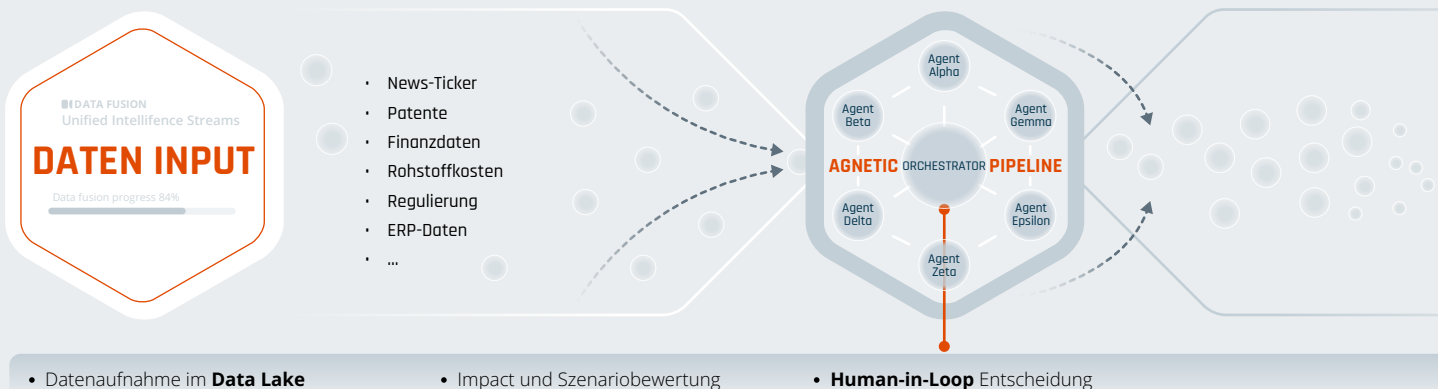 DATA FUSION
Unified Intellifence Streams
DATEN INPUT
Data fusion progress 84%
• News-Ticker
• Patente
• Finanzdaten
• Rohstoffkosten
• Regulierung
• ERP-Daten
• ...
Agent
Alpha
Agent
Beta
Agent
Gemma
AGNETIC ORCHESTRATOR PIPELINE
Agent
Delta
Agent
Epsilon
Agent
Zeta
• Datenaufnahme im Data Lake
• Impact und Szenariobewertung
• Human-in-Loop Entscheidung